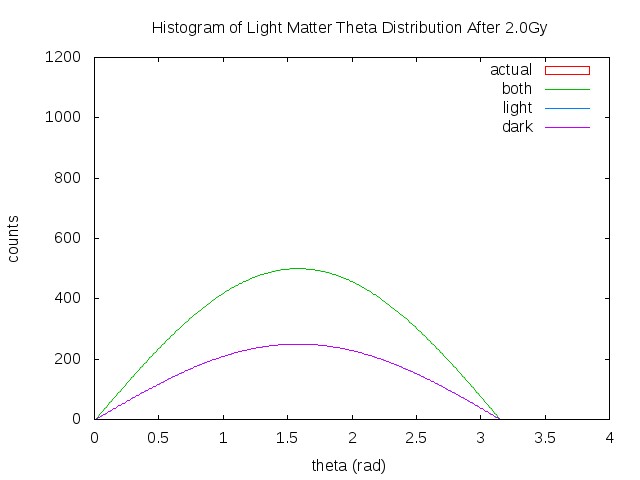 Histogram of Light Matter Theta Distribution After 2.0Gy
1200
1000
800
600
400
200
0
counts
actual
both
light
dark
0 0.5 1 1.5 2 2.5 3 3.5 4
theta (rad)